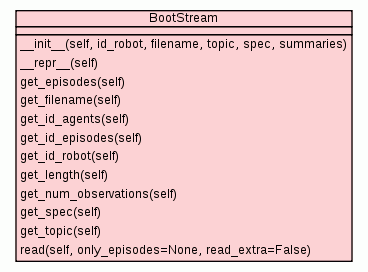 BootStream
__init__(self, id_robot, filename, topic, spec, summaries)
__repr__(self)
get_episodes(self)
get_filename(self)
get_id_agents(self)
get_id_episodes(self)
get_id_robot(self)
get_length(self)
get_num_observations(self)
get_spec(self)
get_topic(self)
read(self, only_episodes=None, read_extra=False)